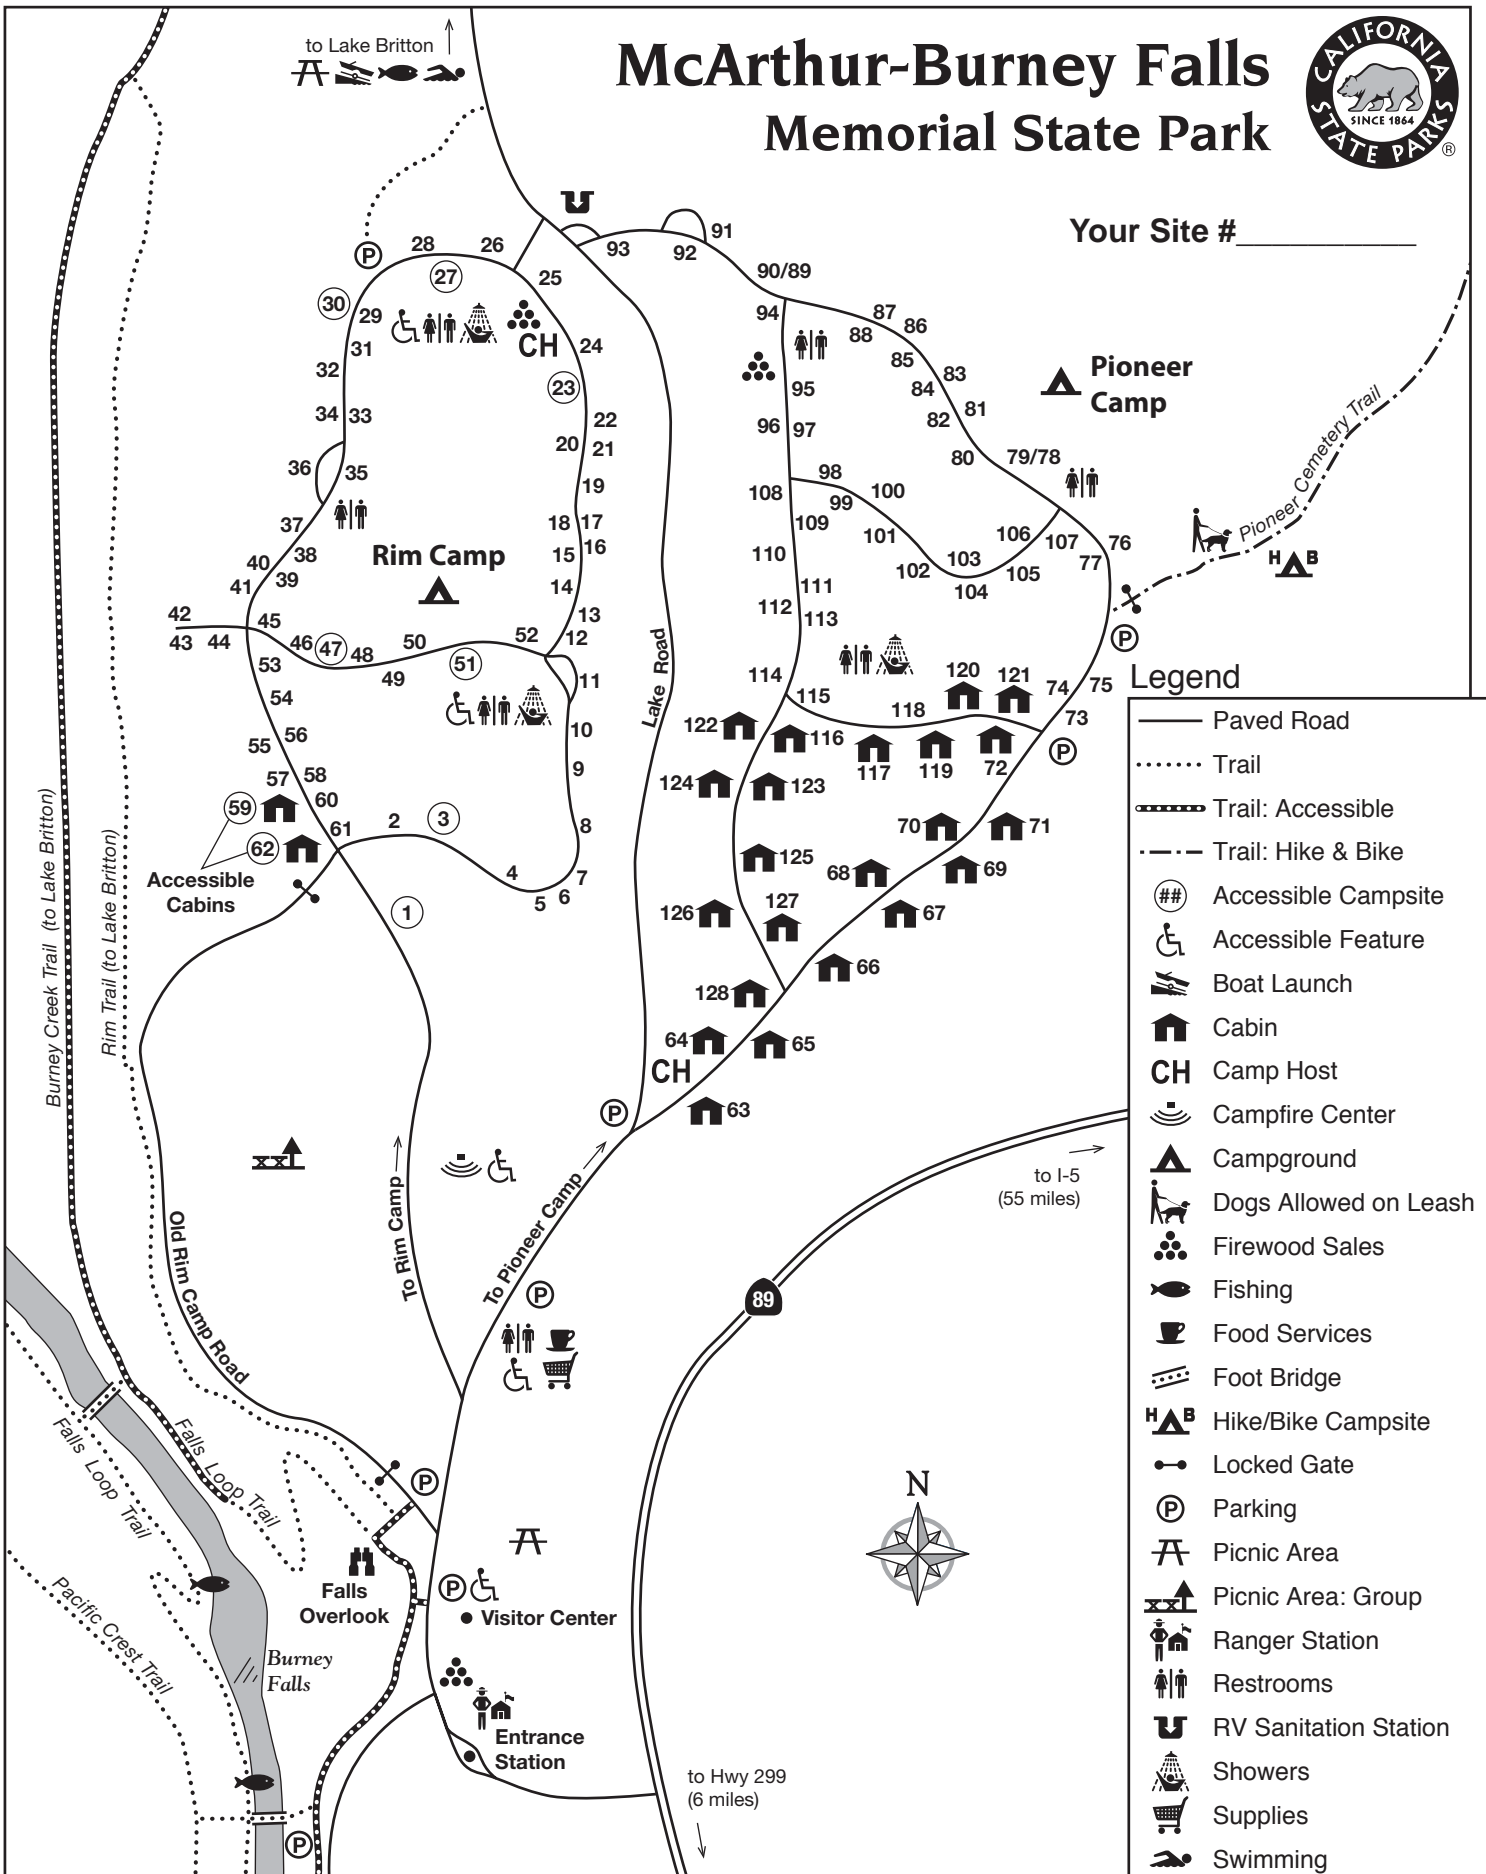 to Lake Britton
McArthur-Burney Falls
Memorial State Park
CALIFORNIA
STATE PARKS
SINCE 1864
®
Your Site #__________
28
26
27
P
30
29
25
31
CH
24
32
23
34
33
22
20
21
36
35
19
37
18
17
16
38
15
40
39
14
41
Rim Camp
42
45
13
43
44
46
47
48
50
52
12
53
49
51
11
54
10
56
55
9
57
58
59
60
61
2
3
8
62
4
7
5
6
Accessible
Cabins
1
93
92
91
90/89
94
87
88
86
85
83
84
81
82
80
79/78
95
96
97
98
99
100
108
109
101
106
107
76
77
110
102
103
105
104
111
112
113
Pioneer
Camp
Pioneer Cemetery Trail
H
B
P
114
115
120
121
74
75
118
73
122
116
117
119
72
P
124
123
70
71
125
68
69
126
127
67
66
128
64
65
CH
63
P
Lake Road
Burney Creek Trail (to Lake Britton)
Rim Trail (to Lake Britton)
Old Rim Camp Road
To Rim Camp
To Pioneer Camp
to I-5
(55 miles)
89
P
Falls Loop Trail
Falls Loop Trail
P
N
Falls
Overlook
P
Visitor Center
Pacific Crest Trail
Burney
Falls
Entrance
Station
to Hwy 299
(6 miles)
P
Legend
Paved Road
Trail
Trail: Accessible
Trail: Hike & Bike
## Accessible Campsite
Accessible Feature
Boat Launch
Cabin
CH Camp Host
Campfire Center
Campground
Dogs Allowed on Leash
Firewood Sales
Fishing
Food Services
Foot Bridge
H B Hike/Bike Campsite
Locked Gate
P Parking
Picnic Area
Picnic Area: Group
Ranger Station
Restrooms
RV Sanitation Station
Showers
Supplies
Swimming